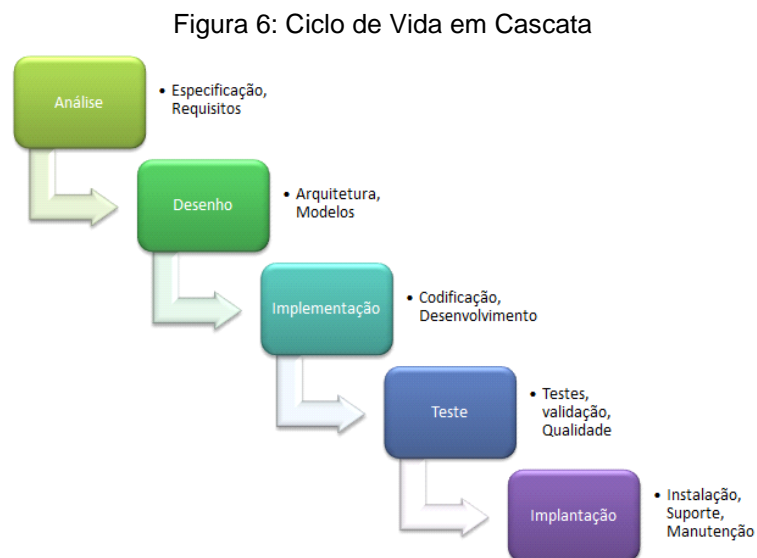 Figura 6: Ciclo de Vida em Cascata
Análise
• Especificação,
Requisitos
Desenho
• Arquitetura,
Modelos
Implementação
• Codificação,
Desenvolvimento
Teste
• Testes,
validação,
Qualidade
Implantação
• Instalação,
Suporte,
Manutenção